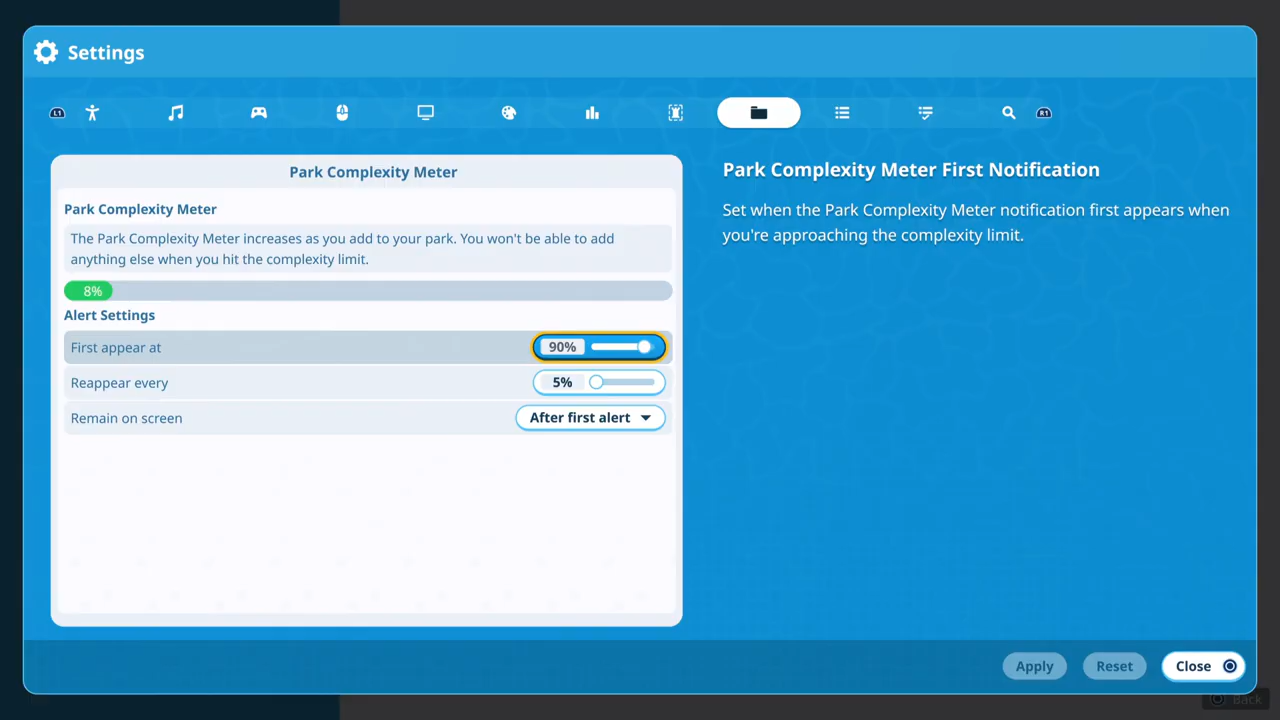 Settings
L1
R1
Park Complexity Meter
Park Complexity Meter
The Park Complexity Meter increases as you add to your park. You won't be able to add
anything else when you hit the complexity limit.
8%
Alert Settings
First appear at
90%
Reappear every
5%
Remain on screen
After first alert
Park Complexity Meter First Notification
Set when the Park Complexity Meter notification first appears when
you're approaching the complexity limit.
Apply
Reset
Close
Back